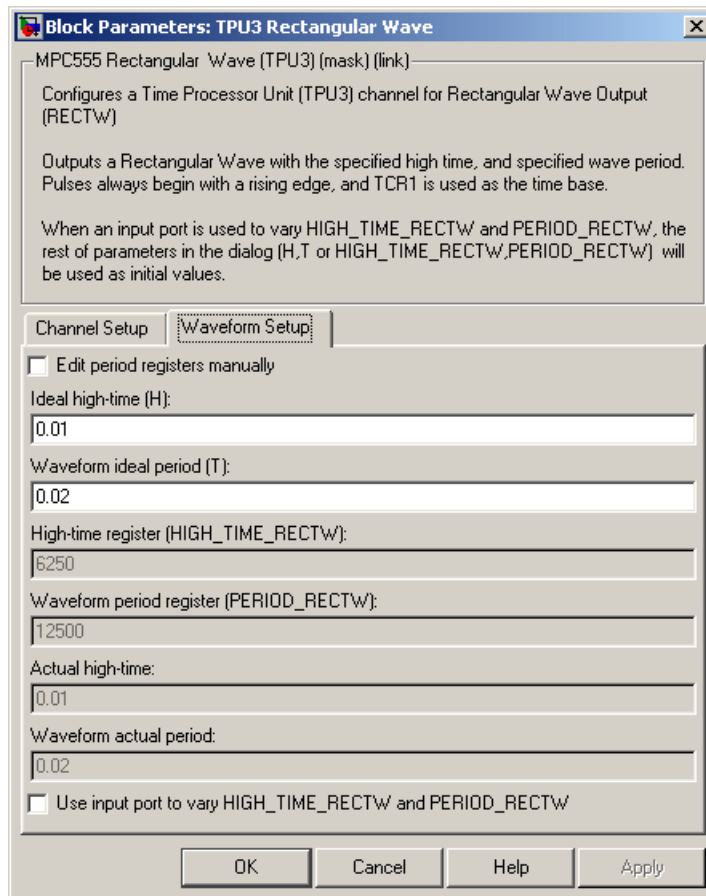 Block Parameters: TPU3 Rectangular Wave
MPC555 Rectangular Wave (TPU3) (mask) (link)
Configures a Time Processor Unit (TPU3) channel for Rectangular Wave Output
(RECTW)
Outputs a Rectangular Wave with the specified high time, and specified wave period.
Pulses always begin with a rising edge, and TCR1 is used as the time base.
When an input port is used to vary HIGH_TIME_RECTW and PERIOD_RECTW, the
rest of parameters in the dialog (H,T or HIGH_TIME_RECTW,PERIOD_RECTW) will
be used as initial values.
Channel Setup Waveform Setup
Edit period registers manually
Ideal high-time (H):
0.01
Waveform ideal period (T):
0.02
High-time register (HIGH_TIME_RECTW):
6250
Waveform period register (PERIOD_RECTW):
12500
Actual high-time:
0.01
Waveform actual period:
0.02
Use input port to vary HIGH_TIME_RECTW and PERIOD_RECTW
OK Cancel Help Apply